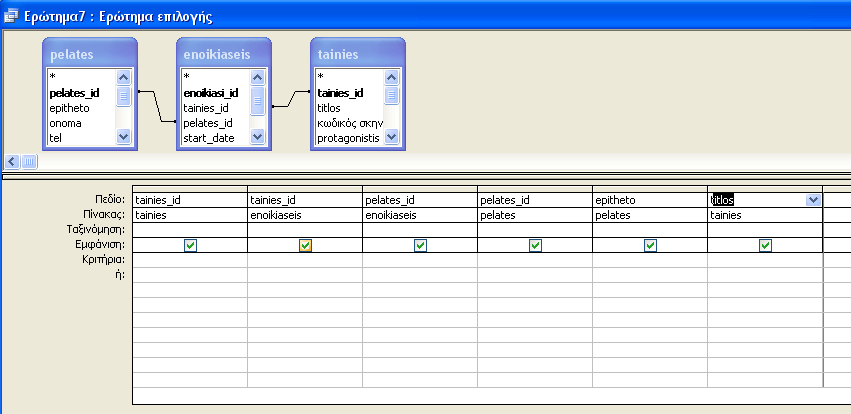 Ερώτημα7 : Ερώτημα επιλογής
pelates enoikiaseis tainies
* * *
pelates_id enoikiasi_id tainies_id
epitheto tainies_id titlos
onoma pelates_id κωδικός σκην
tel start_date protagonistis
Πεδίο: tainies_id tainies_id pelates_id pelates_id epitheto titlos
Πίνακας: tainies enoikiaseis enoikiaseis pelates pelates tainies
Ταξινόμηση:
Εμφάνιση:
Κριτήρια:
ή: